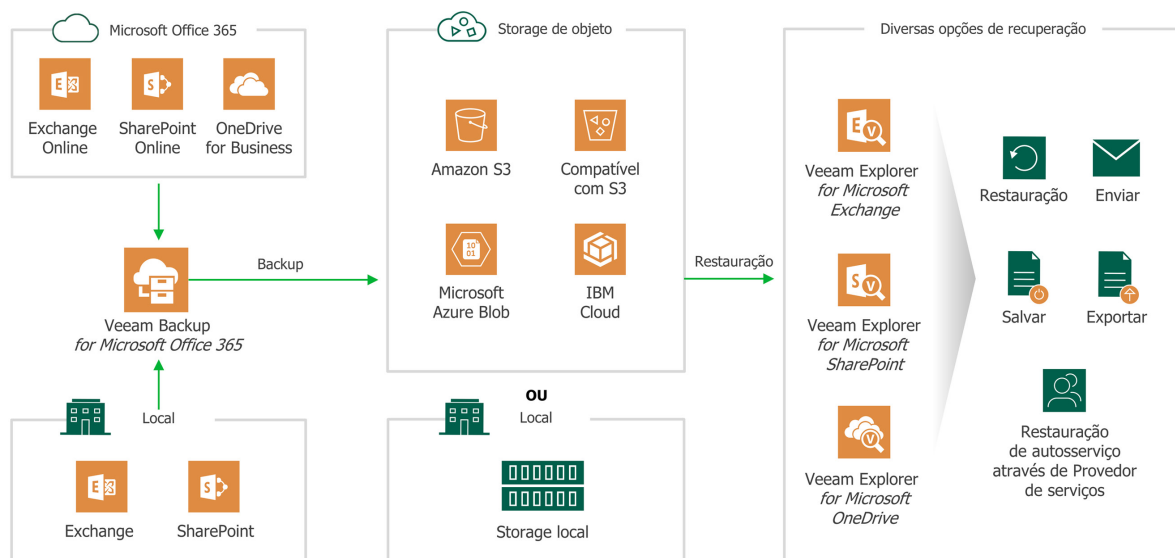 Microsoft Office 365
Exchange
Online
SharePoint
Online
OneDrive
for Business
Veeam Backup
for Microsoft Office 365
Local
Exchange
SharePoint
Backup
Storage de objeto
Amazon S3
Compatível
com S3
10
01
Microsoft
Azure Blob
IBM
Cloud
OU
Local
Storage local
Restauração
Diversas opções de recuperação
Veeam Explorer
for Microsoft
Exchange
Veeam Explorer
for Microsoft
SharePoint
Veeam Explorer
for Microsoft
OneDrive
Restauração
Enviar
Salvar
Exportar
Restauração
de autosserviço
através de Provedor
de serviços